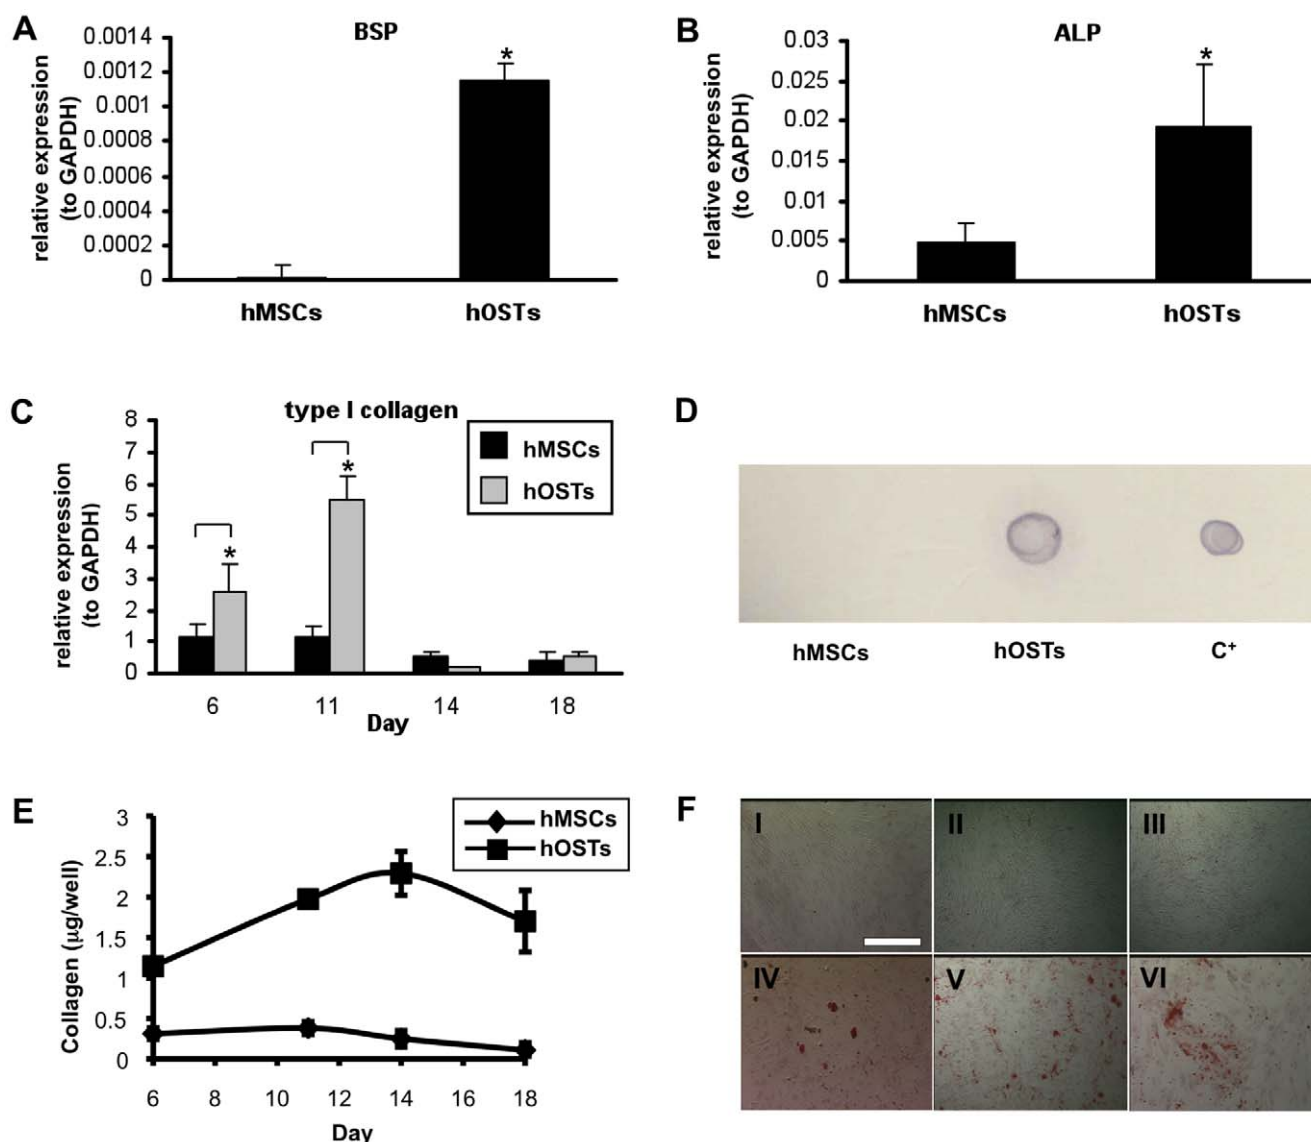 A
BSP
relative expression
(to GAPDH)
0.0014
0.0012
0.001
0.0008
0.0006
0.0004
0.0002
0
*
hMSCs
hOSTs
B
ALP
relative expression
(to GAPDH)
0.03
0.025
0.02
0.015
0.01
0.005
0
*
hMSCs
hOSTs
C
type I collagen
relative expression
(to GAPDH)
8
7
6
5
4
3
2
1
0
*
*
hMSCs
hOSTs
6 11 14 18
Day
D
hMSCs hOSTs C⁺
E
Collagen (µg/well)
3
2
1.5
1
0.5
0
hMSCs
hOSTs
6 8 10 12 14 16 18
Day
F
I II III
IV V VI